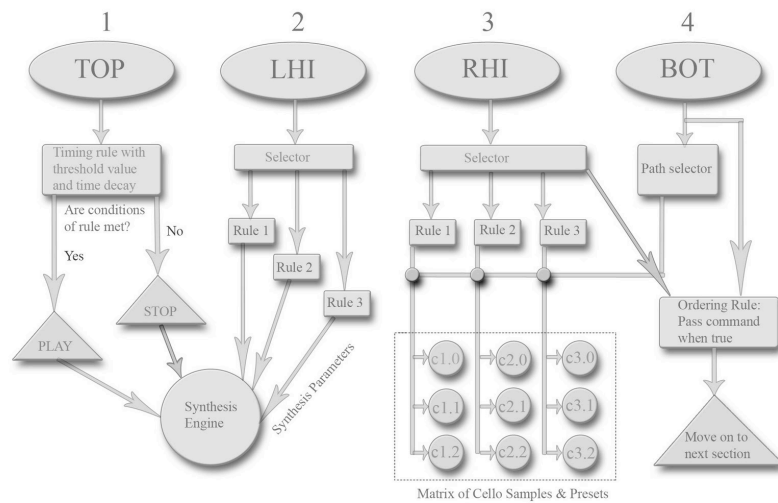 1 2 3 4
TOP LHI RHI BOT
Timing rule with
threshold value
and time decay
Selector
Selector
Path selector
Are conditions
of rule met?
Yes
No
Rule 1
Rule 2
Rule 3
Rule 1
Rule 2
Rule 3
PLAY
STOP
Synthesis
Engine
Synthesis Parameters
Ordering Rule:
Pass command
when true
c1.0 c2.0 c3.0
c1.1 c2.1 c3.1
c1.2 c2.2 c3.2
Move on to
next section
Matrix of Cello Samples & Presets